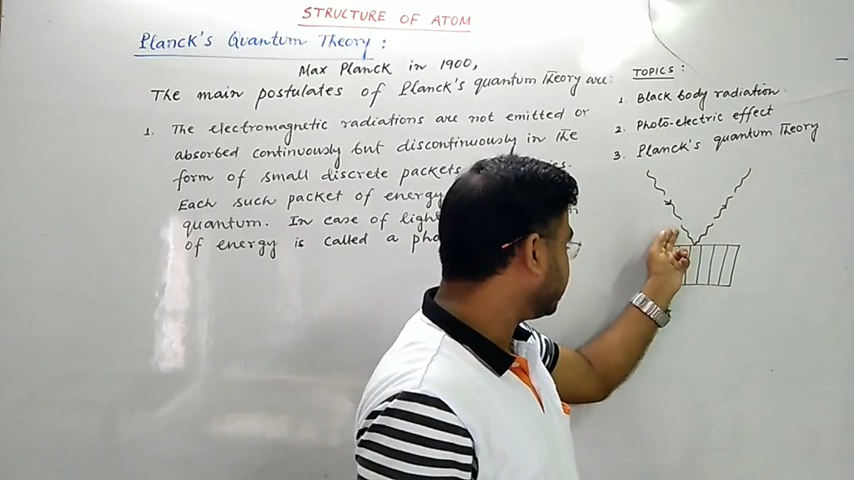 STRUCTURE OF ATOM
Planck's Quantum Theory :
Max Planck in 1900,
The main postulates of Planck's quantum Theory are:
1. The electromagnetic radiations are not emitted or
absorbed continuously but discontinuously in the
form of small discrete packets
Each such packet of energy
quantum. In case of light
of energy is called a pho
TOPICS :
1. Black body radiation.
2. Photo-electric effect
3. Planck's quantum Theory